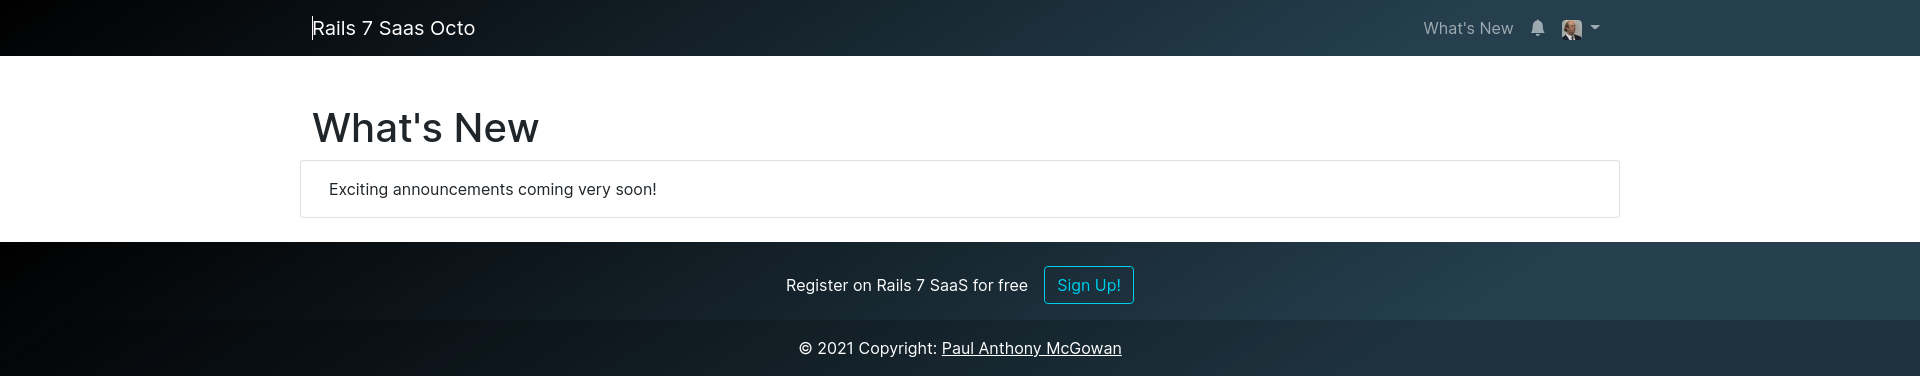 Rails 7 Saas Octo
What's New
What's New
Exciting announcements coming very soon!
Register on Rails 7 SaaS for free
Sign Up!
© 2021 Copyright: Paul Anthony McGowan